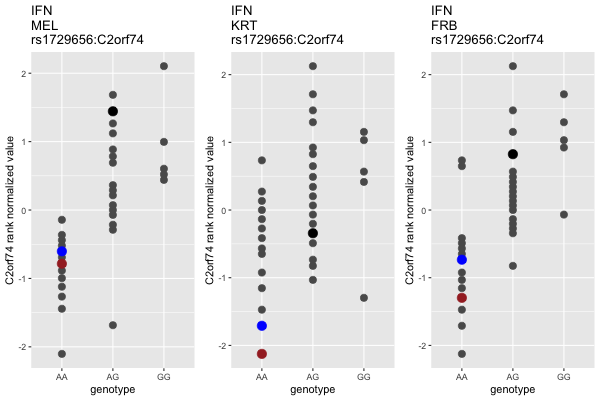 IFN
MEL
rs1729656:C2orf74
C2orf74 rank normalized value
2
1
0
-1
-2
AA AG GG
genotype
IFN
KRT
rs1729656:C2orf74
C2orf74 rank normalized value
2
1
0
-1
-2
AA AG GG
genotype
IFN
FRB
rs1729656:C2orf74
C2orf74 rank normalized value
2
1
0
-1
-2
AA AG GG
genotype